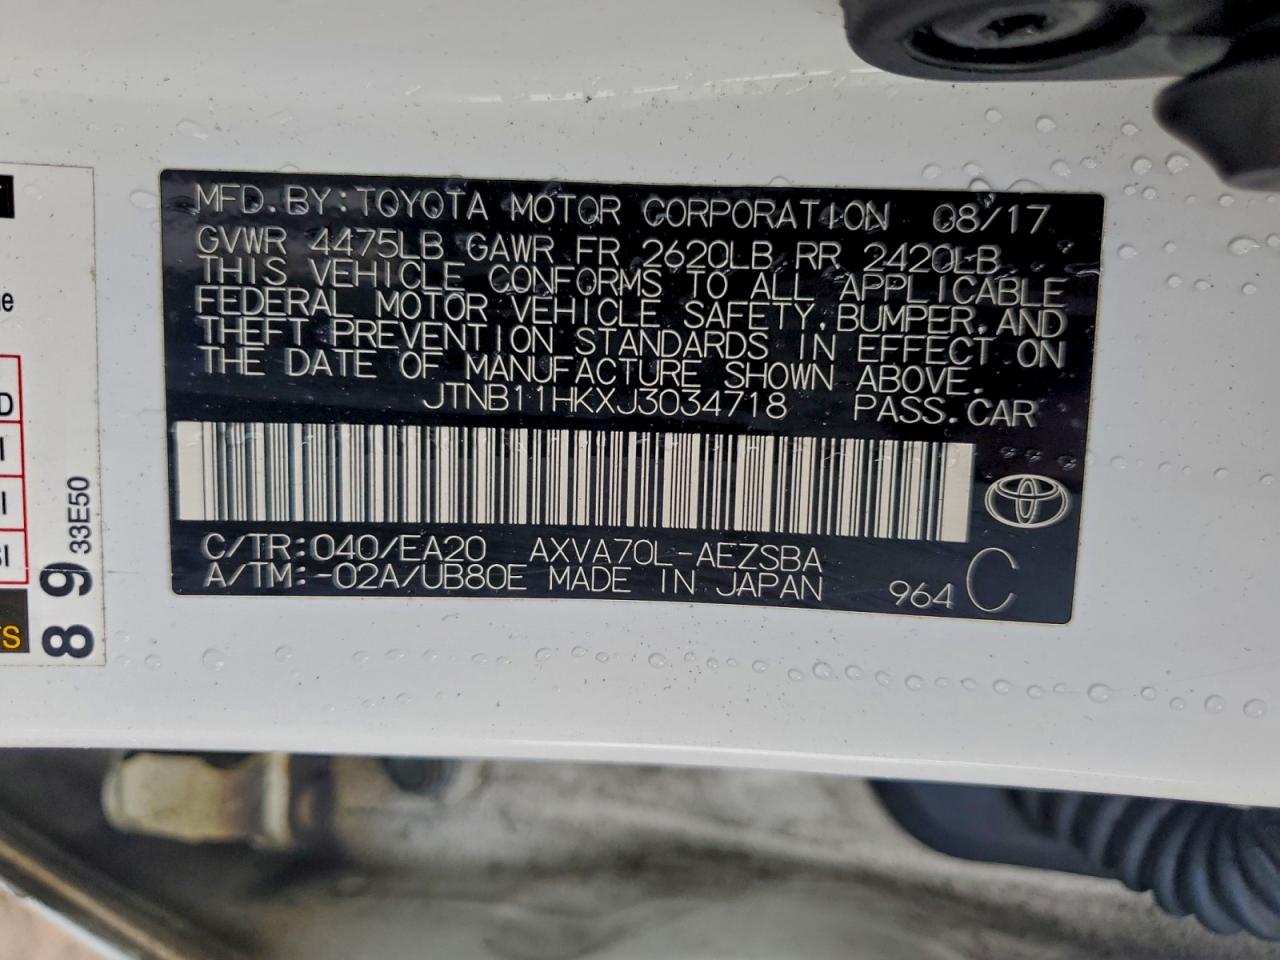 MFD. BY: TOYOTA MOTOR CORPORATION 08/17
GVWR 4475LB GAWR FR 2620LB RR 2420LB
THIS VEHICLE CONFORMS TO ALL APPLICABLE
FEDERAL MOTOR VEHICLE SAFETY, BUMPER, AND
THEFT PREVENTION STANDARDS IN EFFECT ON
THE DATE OF MANUFACTURE SHOWN ABOVE.
JTNB11HKXJ3034718 PASS. CAR
C/TR: 040/EA20 AXVA70L-AEZSBA
A/TM: -02A/UB80E MADE IN JAPAN 964 C
89 33E50